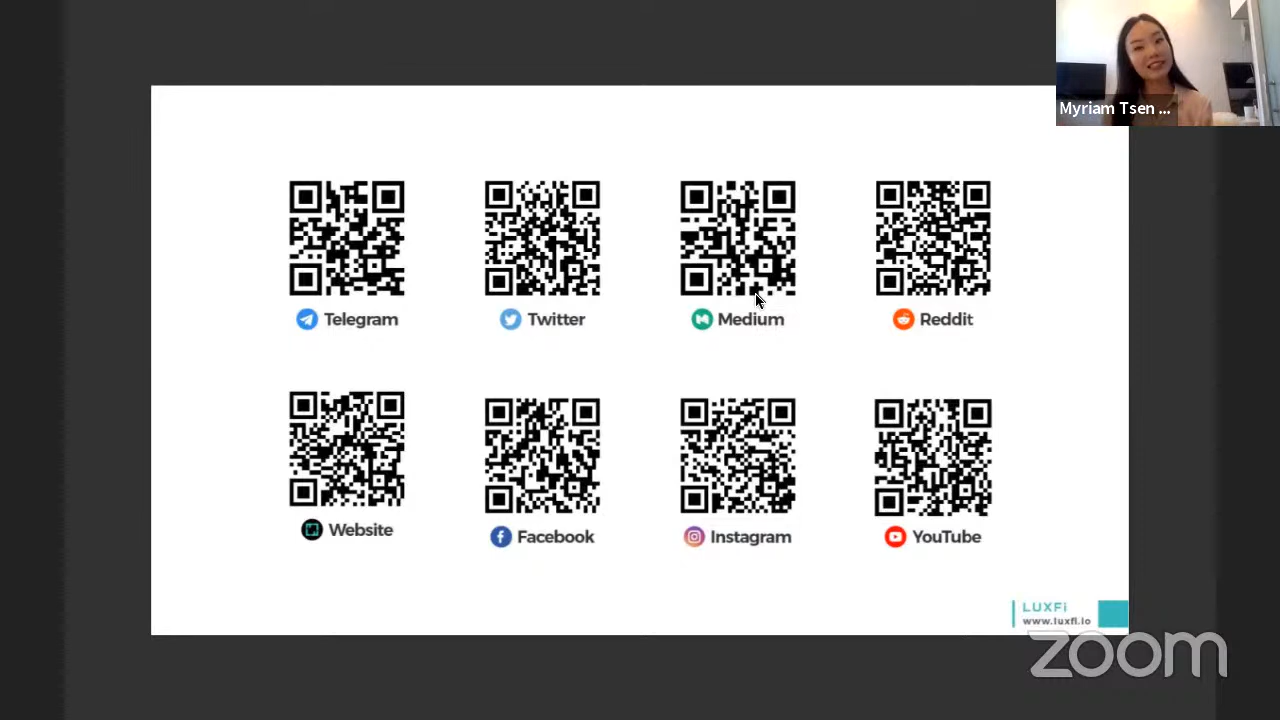 Myriam Tsen ...
Telegram
Twitter
Medium
Reddit
Website
Facebook
Instagram
YouTube
LUXFi
www.luxfi.io
zoom